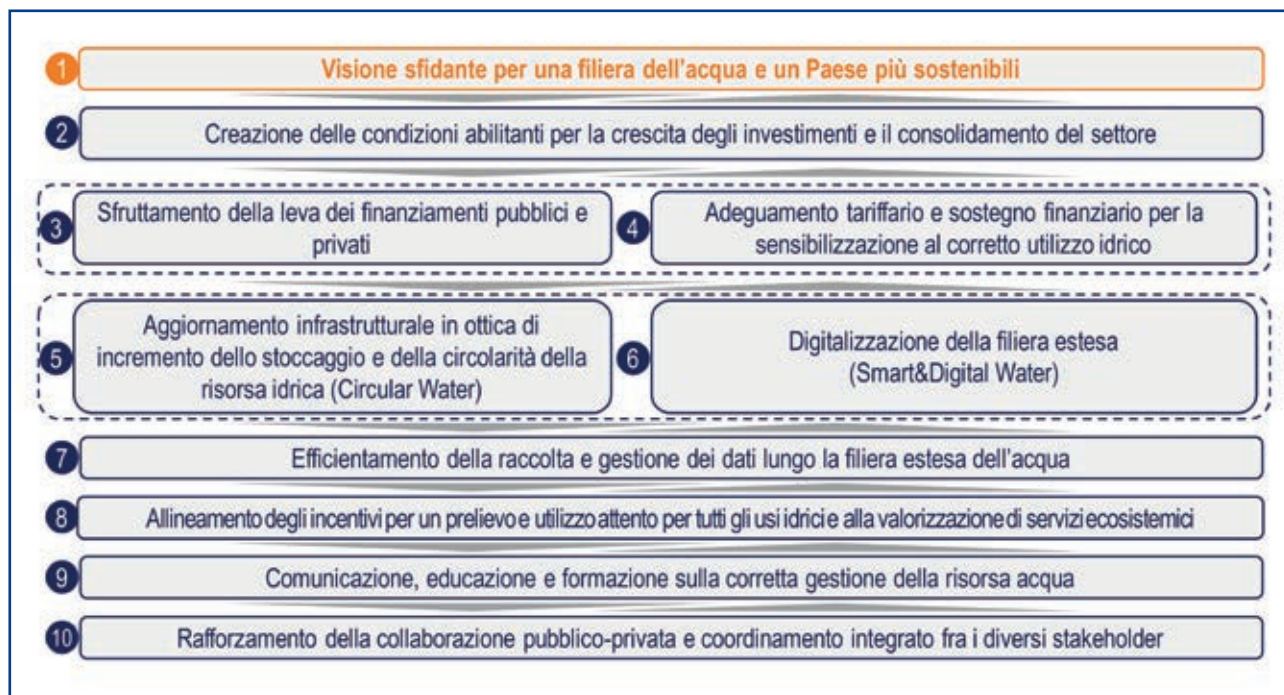 1 Visione sfidante per una filiera dell'acqua e un Paese più sostenibili
2 Creazione delle condizioni abilitanti per la crescita degli investimenti e il consolidamento del settore
3 Sfruttamento della leva dei finanziamenti pubblici e
privati
4 Adeguamento tariffario e sostegno finanziario per la
sensibilizzazione al corretto utilizzo idrico
5 Aggiornamento infrastrutturale in ottica di
incremento dello stoccaggio e della circolarità della
risorsa idrica (Circular Water)
6 Digitalizzazione della filiera estesa
(Smart&Digital Water)
7 Efficientamento della raccolta e gestione dei dati lungo la filiera estesa dell'acqua
8 Allineamento degli incentivi per un prelievo e utilizzo attento per tutti gli usi idrici e alla valorizzazione di servizi ecosistemici
9 Comunicazione, educazione e formazione sulla corretta gestione della risorsa acqua
10 Rafforzamento della collaborazione pubblico-privata e coordinamento integrato fra i diversi stakeholder